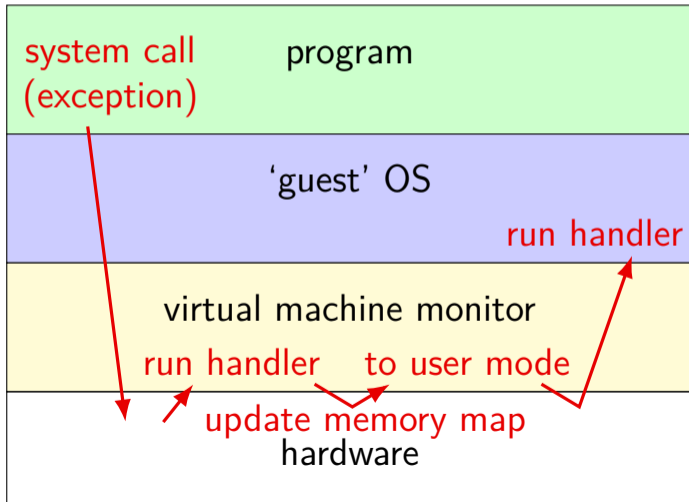 system call
(exception)
program
‘guest’ OS
run handler
virtual machine monitor
run handler
to user mode
update memory map
hardware